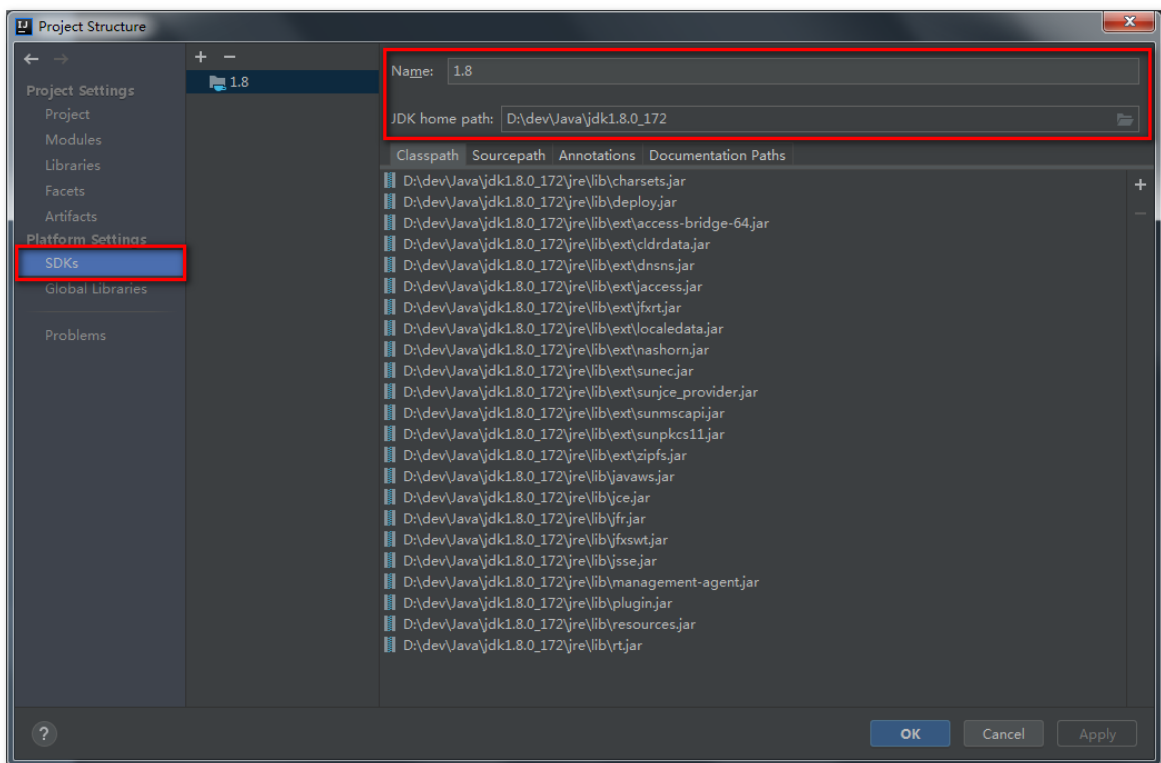 Project Structure
Project Settings
Project
Modules
Libraries
Facets
Artifacts
Platform Settings
SDKs
Global Libraries
Problems
1.8
Name: 1.8
JDK home path: D:\dev\Java\jdk1.8.0_172
Classpath Sourcepath Annotations Documentation Paths
D:\dev\Java\jdk1.8.0_172\jre\lib\charsets.jar
D:\dev\Java\jdk1.8.0_172\jre\lib\deploy.jar
D:\dev\Java\jdk1.8.0_172\jre\lib\ext\access-bridge-64.jar
D:\dev\Java\jdk1.8.0_172\jre\lib\ext\cldrdata.jar
D:\dev\Java\jdk1.8.0_172\jre\lib\ext\dnsns.jar
D:\dev\Java\jdk1.8.0_172\jre\lib\ext\jaccess.jar
D:\dev\Java\jdk1.8.0_172\jre\lib\ext\jfxrt.jar
D:\dev\Java\jdk1.8.0_172\jre\lib\ext\localedata.jar
D:\dev\Java\jdk1.8.0_172\jre\lib\ext\nashorn.jar
D:\dev\Java\jdk1.8.0_172\jre\lib\ext\sunec.jar
D:\dev\Java\jdk1.8.0_172\jre\lib\ext\sunjce_provider.jar
D:\dev\Java\jdk1.8.0_172\jre\lib\ext\sunmscapi.jar
D:\dev\Java\jdk1.8.0_172\jre\lib\ext\sunpkcs11.jar
D:\dev\Java\jdk1.8.0_172\jre\lib\ext\zipfs.jar
D:\dev\Java\jdk1.8.0_172\jre\lib\javaws.jar
D:\dev\Java\jdk1.8.0_172\jre\lib\jce.jar
D:\dev\Java\jdk1.8.0_172\jre\lib\jfr.jar
D:\dev\Java\jdk1.8.0_172\jre\lib\jfxswt.jar
D:\dev\Java\jdk1.8.0_172\jre\lib\jsse.jar
D:\dev\Java\jdk1.8.0_172\jre\lib\management-agent.jar
D:\dev\Java\jdk1.8.0_172\jre\lib\plugin.jar
D:\dev\Java\jdk1.8.0_172\jre\lib\resources.jar
D:\dev\Java\jdk1.8.0_172\jre\lib\rt.jar
? OK Cancel Apply